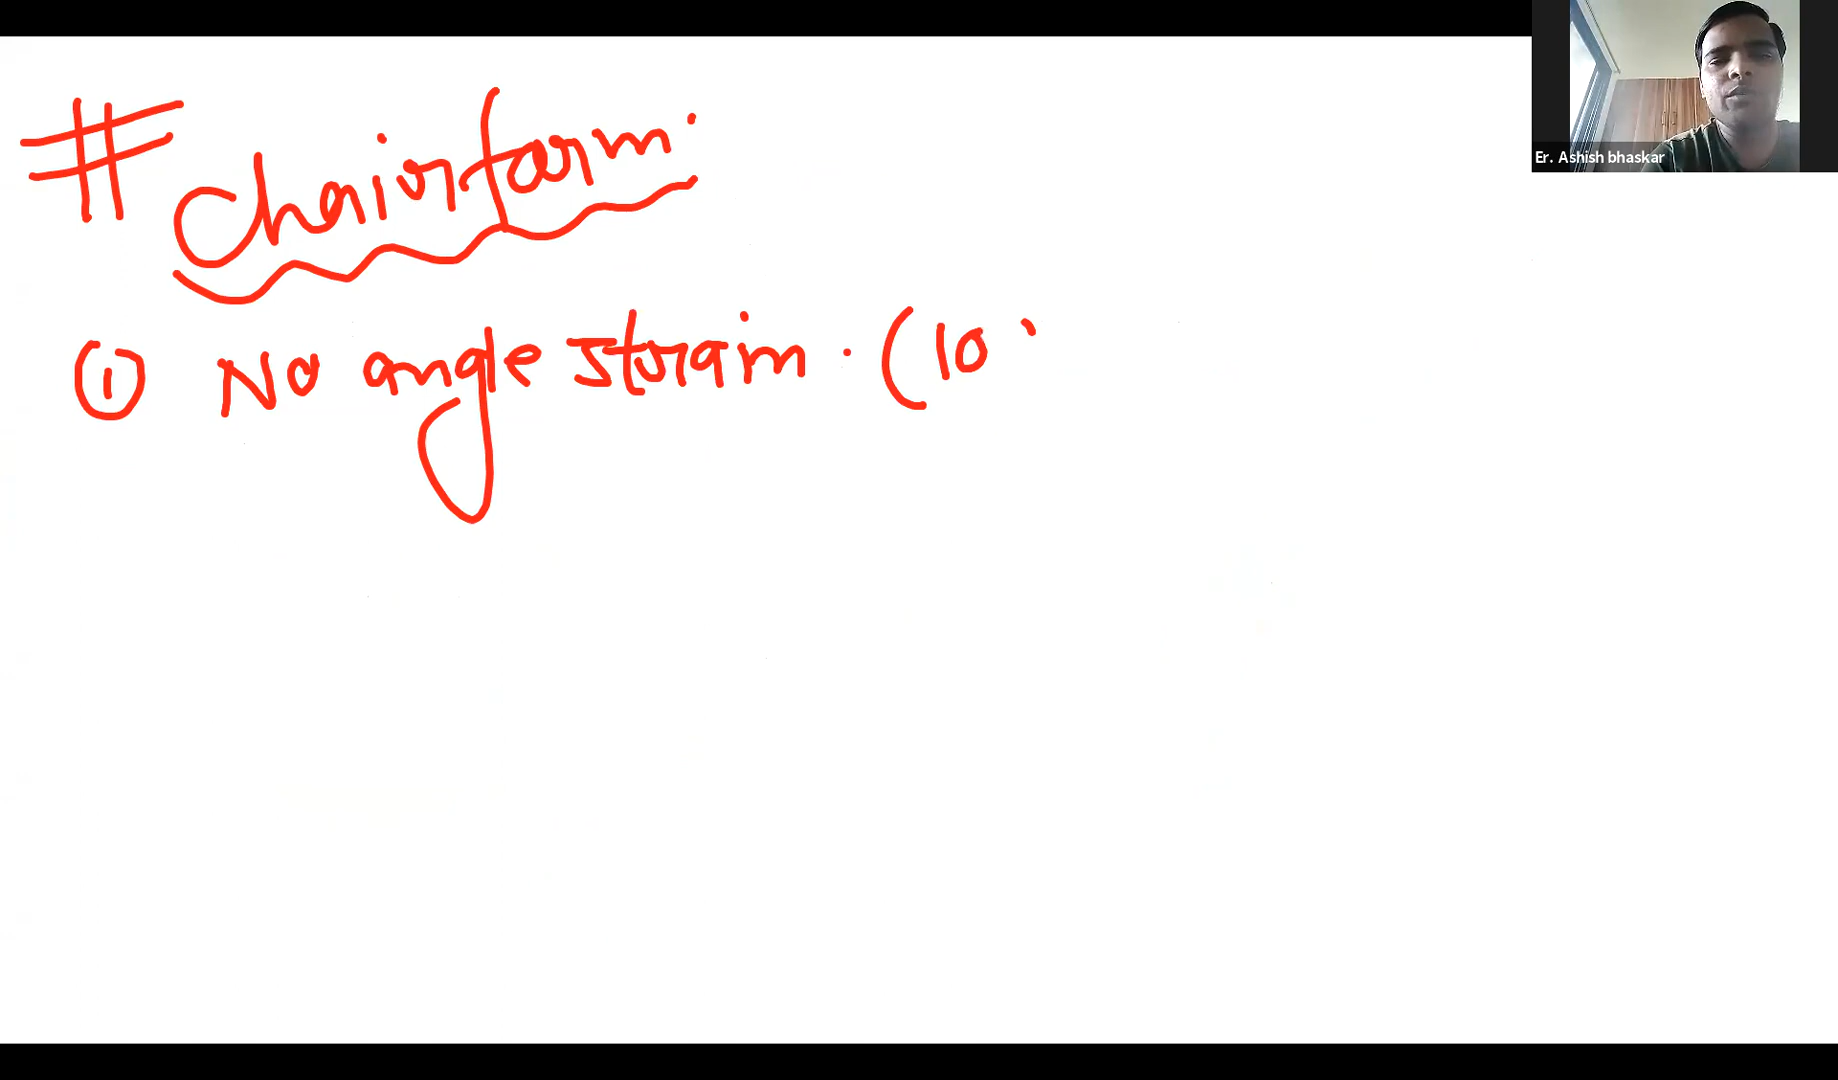 # Chair form.
Er. Ashish bhaskar
① No angle strain. (10